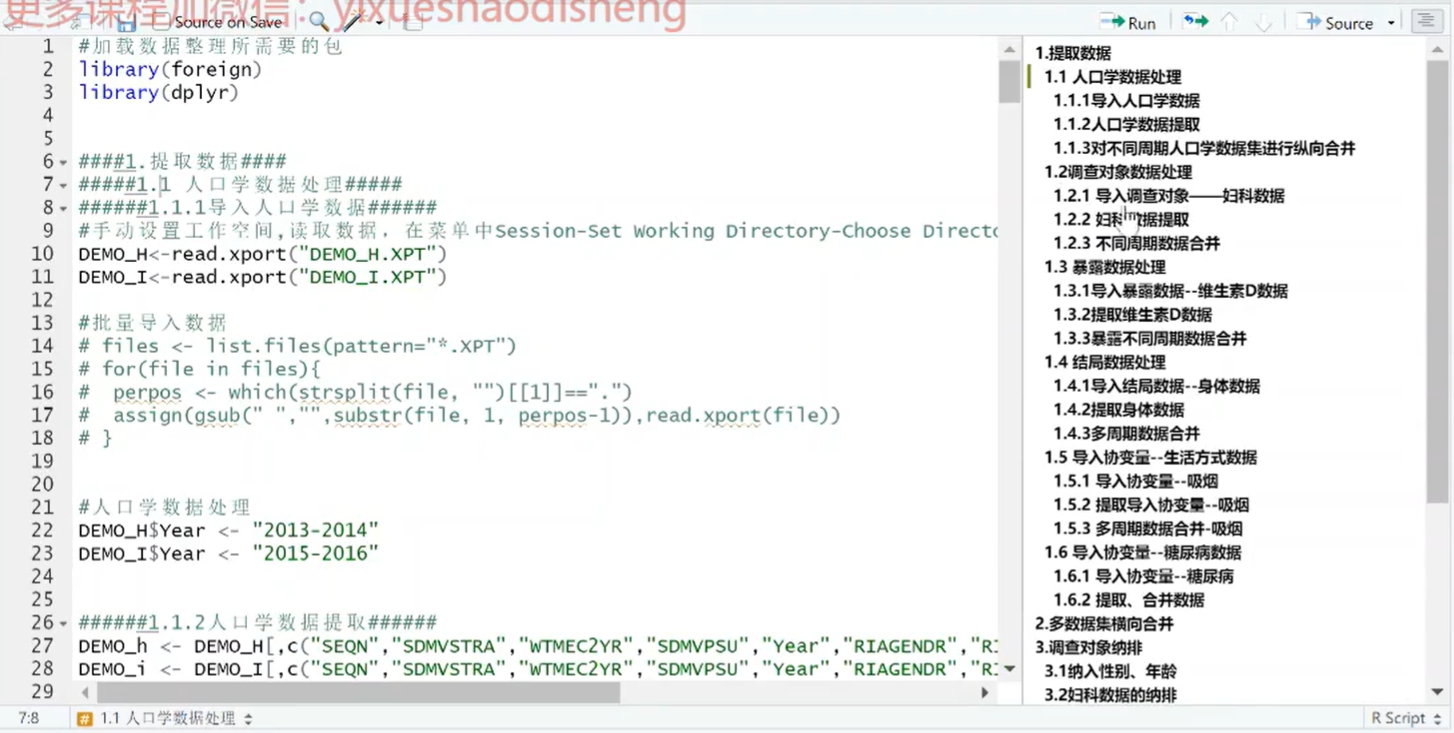 更多课程加微信：yixueshaodisheng
Source on Save
Run
Source
1 #加载数据整理所需要的包
2 library(foreign)
3 library(dplyr)
4
5
6 ####1.提取数据####
7 #####1.1 人口学数据处理#####
8 ######1.1.1导入人口学数据######
9 #手动设置工作空间,读取数据，在菜单中Session-Set Working Directory-Choose Directo
10 DEMO_H<-read.xport("DEMO_H.XPT")
11 DEMO_I<-read.xport("DEMO_I.XPT")
12
13 #批量导入数据
14 # files <- list.files(pattern="*.XPT")
15 # for(file in files){
16 #  perpos <- which(strsplit(file, "")[[1]]==".")
17 #  assign(gsub(" ","",substr(file, 1, perpos-1)),read.xport(file))
18 # }
19
20
21 #人口学数据处理
22 DEMO_H$Year <- "2013-2014"
23 DEMO_I$Year <- "2015-2016"
24
25
26 ######1.1.2人口学数据提取######
27 DEMO_h <- DEMO_H[,c("SEQN","SDMVSTRA","WTMEC2YR","SDMVPSU","Year","RIAGENDR","RI
28 DEMO_i <- DEMO_I[,c("SEQN","SDMVSTRA","WTMEC2YR","SDMVPSU","Year","RIAGENDR","RI
29
1.提取数据
1.1 人口学数据处理
1.1.1导入人口学数据
1.1.2人口学数据提取
1.1.3对不同周期人口学数据集进行纵向合并
1.2调查对象数据处理
1.2.1 导入调查对象——妇科数据
1.2.2 妇科数据提取
1.2.3 不同周期数据合并
1.3 暴露数据处理
1.3.1导入暴露数据--维生素D数据
1.3.2提取维生素D数据
1.3.3暴露不同周期数据合并
1.4 结局数据处理
1.4.1导入结局数据--身体数据
1.4.2提取身体数据
1.4.3多周期数据合并
1.5 导入协变量--生活方式数据
1.5.1 导入协变量--吸烟
1.5.2 提取导入协变量--吸烟
1.5.3 多周期数据合并-吸烟
1.6 导入协变量--糖尿病数据
1.6.1 导入协变量--糖尿病
1.6.2 提取、合并数据
2.多数据集横向合并
3.调查对象纳排
3.1纳入性别、年龄
3.2妇科数据的纳排
7:8
# 1.1 人口学数据处理
R Script